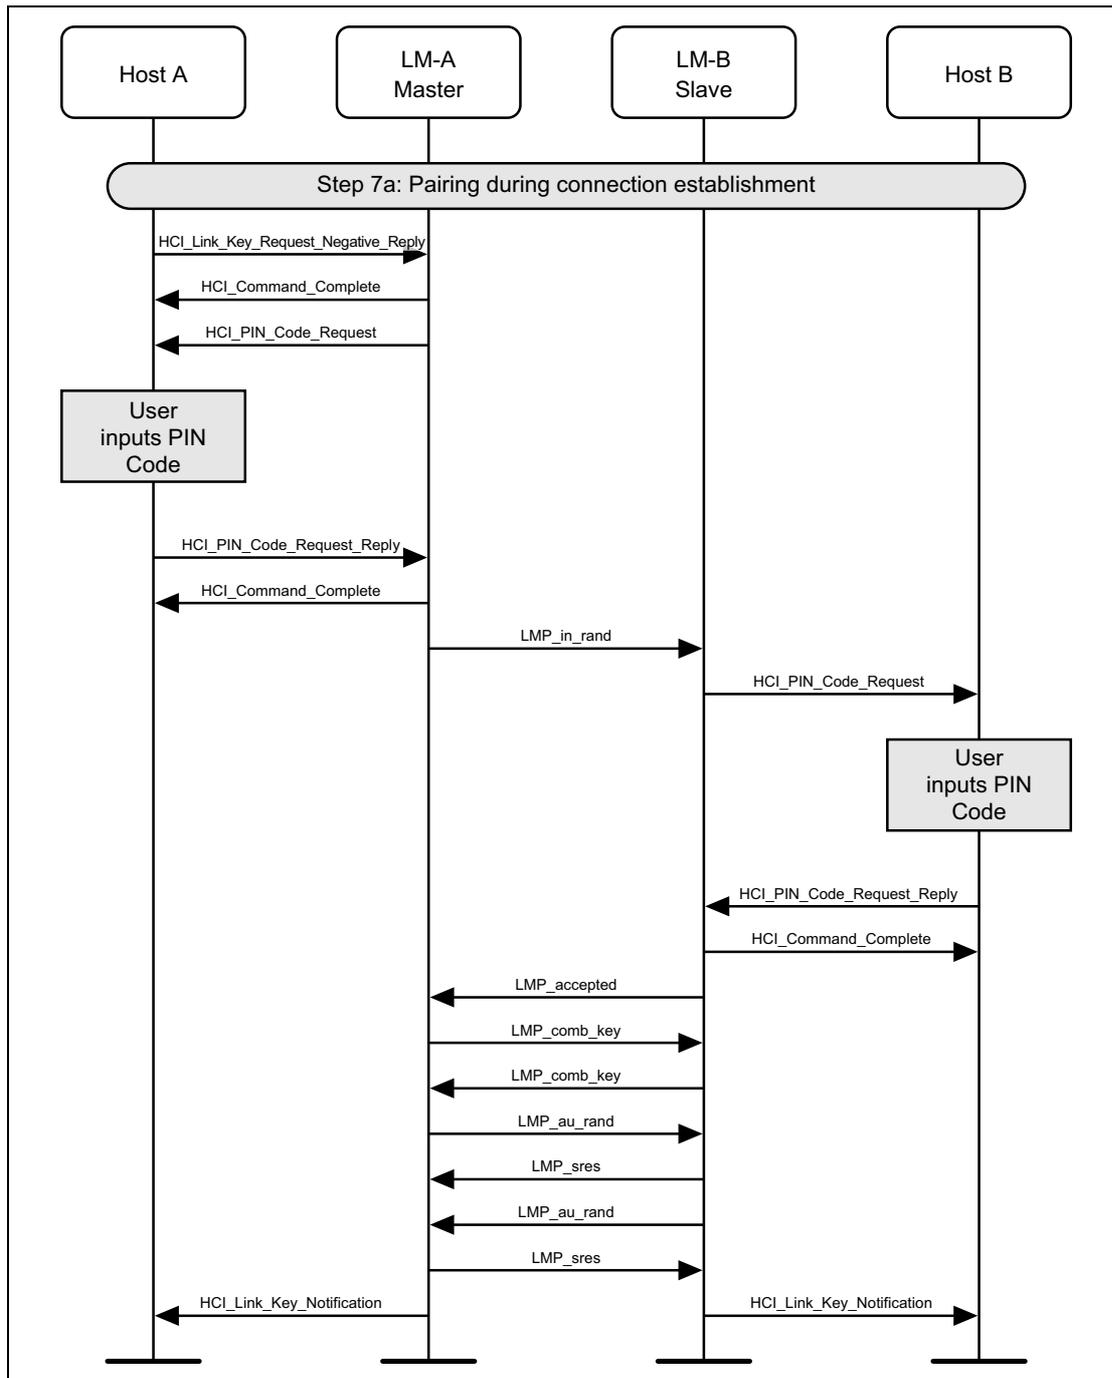 Host A
LM-A
Master
LM-B
Slave
Host B
Step 7a: Pairing during connection establishment
HCI_Link_Key_Request_Negative_Reply
HCI_Command_Complete
HCI_PIN_Code_Request
User
inputs PIN
Code
HCI_PIN_Code_Request_Reply
HCI_Command_Complete
LMP_in_rand
HCI_PIN_Code_Request
User
inputs PIN
Code
HCI_PIN_Code_Request_Reply
HCI_Command_Complete
LMP_accepted
LMP_comb_key
LMP_comb_key
LMP_au_rand
LMP_sres
LMP_au_rand
LMP_sres
HCI_Link_Key_Notification
HCI_Link_Key_Notification